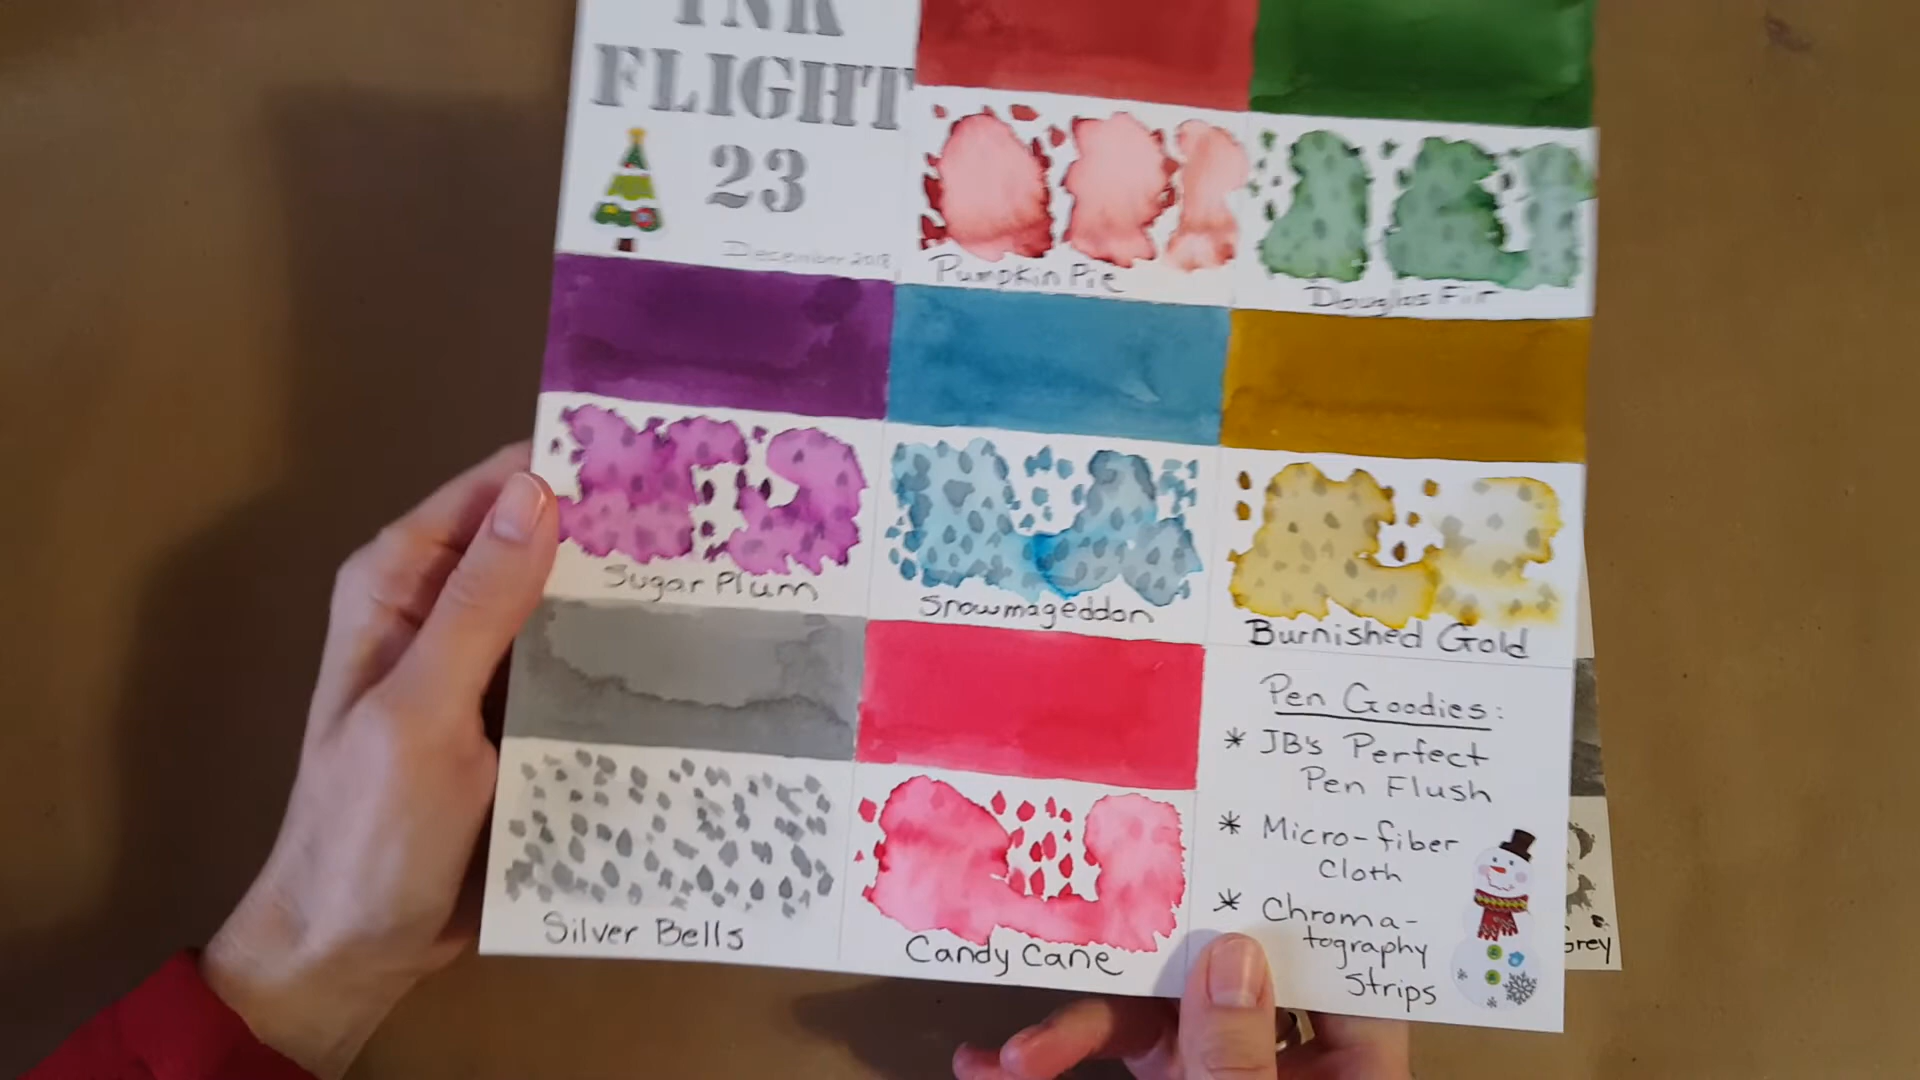 INK
FLIGHT
23
December 2018
Pumpkin Pie
Douglas Fir
Sugar Plum
Snowmageddon
Burnished Gold
Silver Bells
Candy Cane
Pen Goodies:
* JB's Perfect
Pen Flush
* Micro-fiber
Cloth
* Chroma-
tography
Strips
Grey